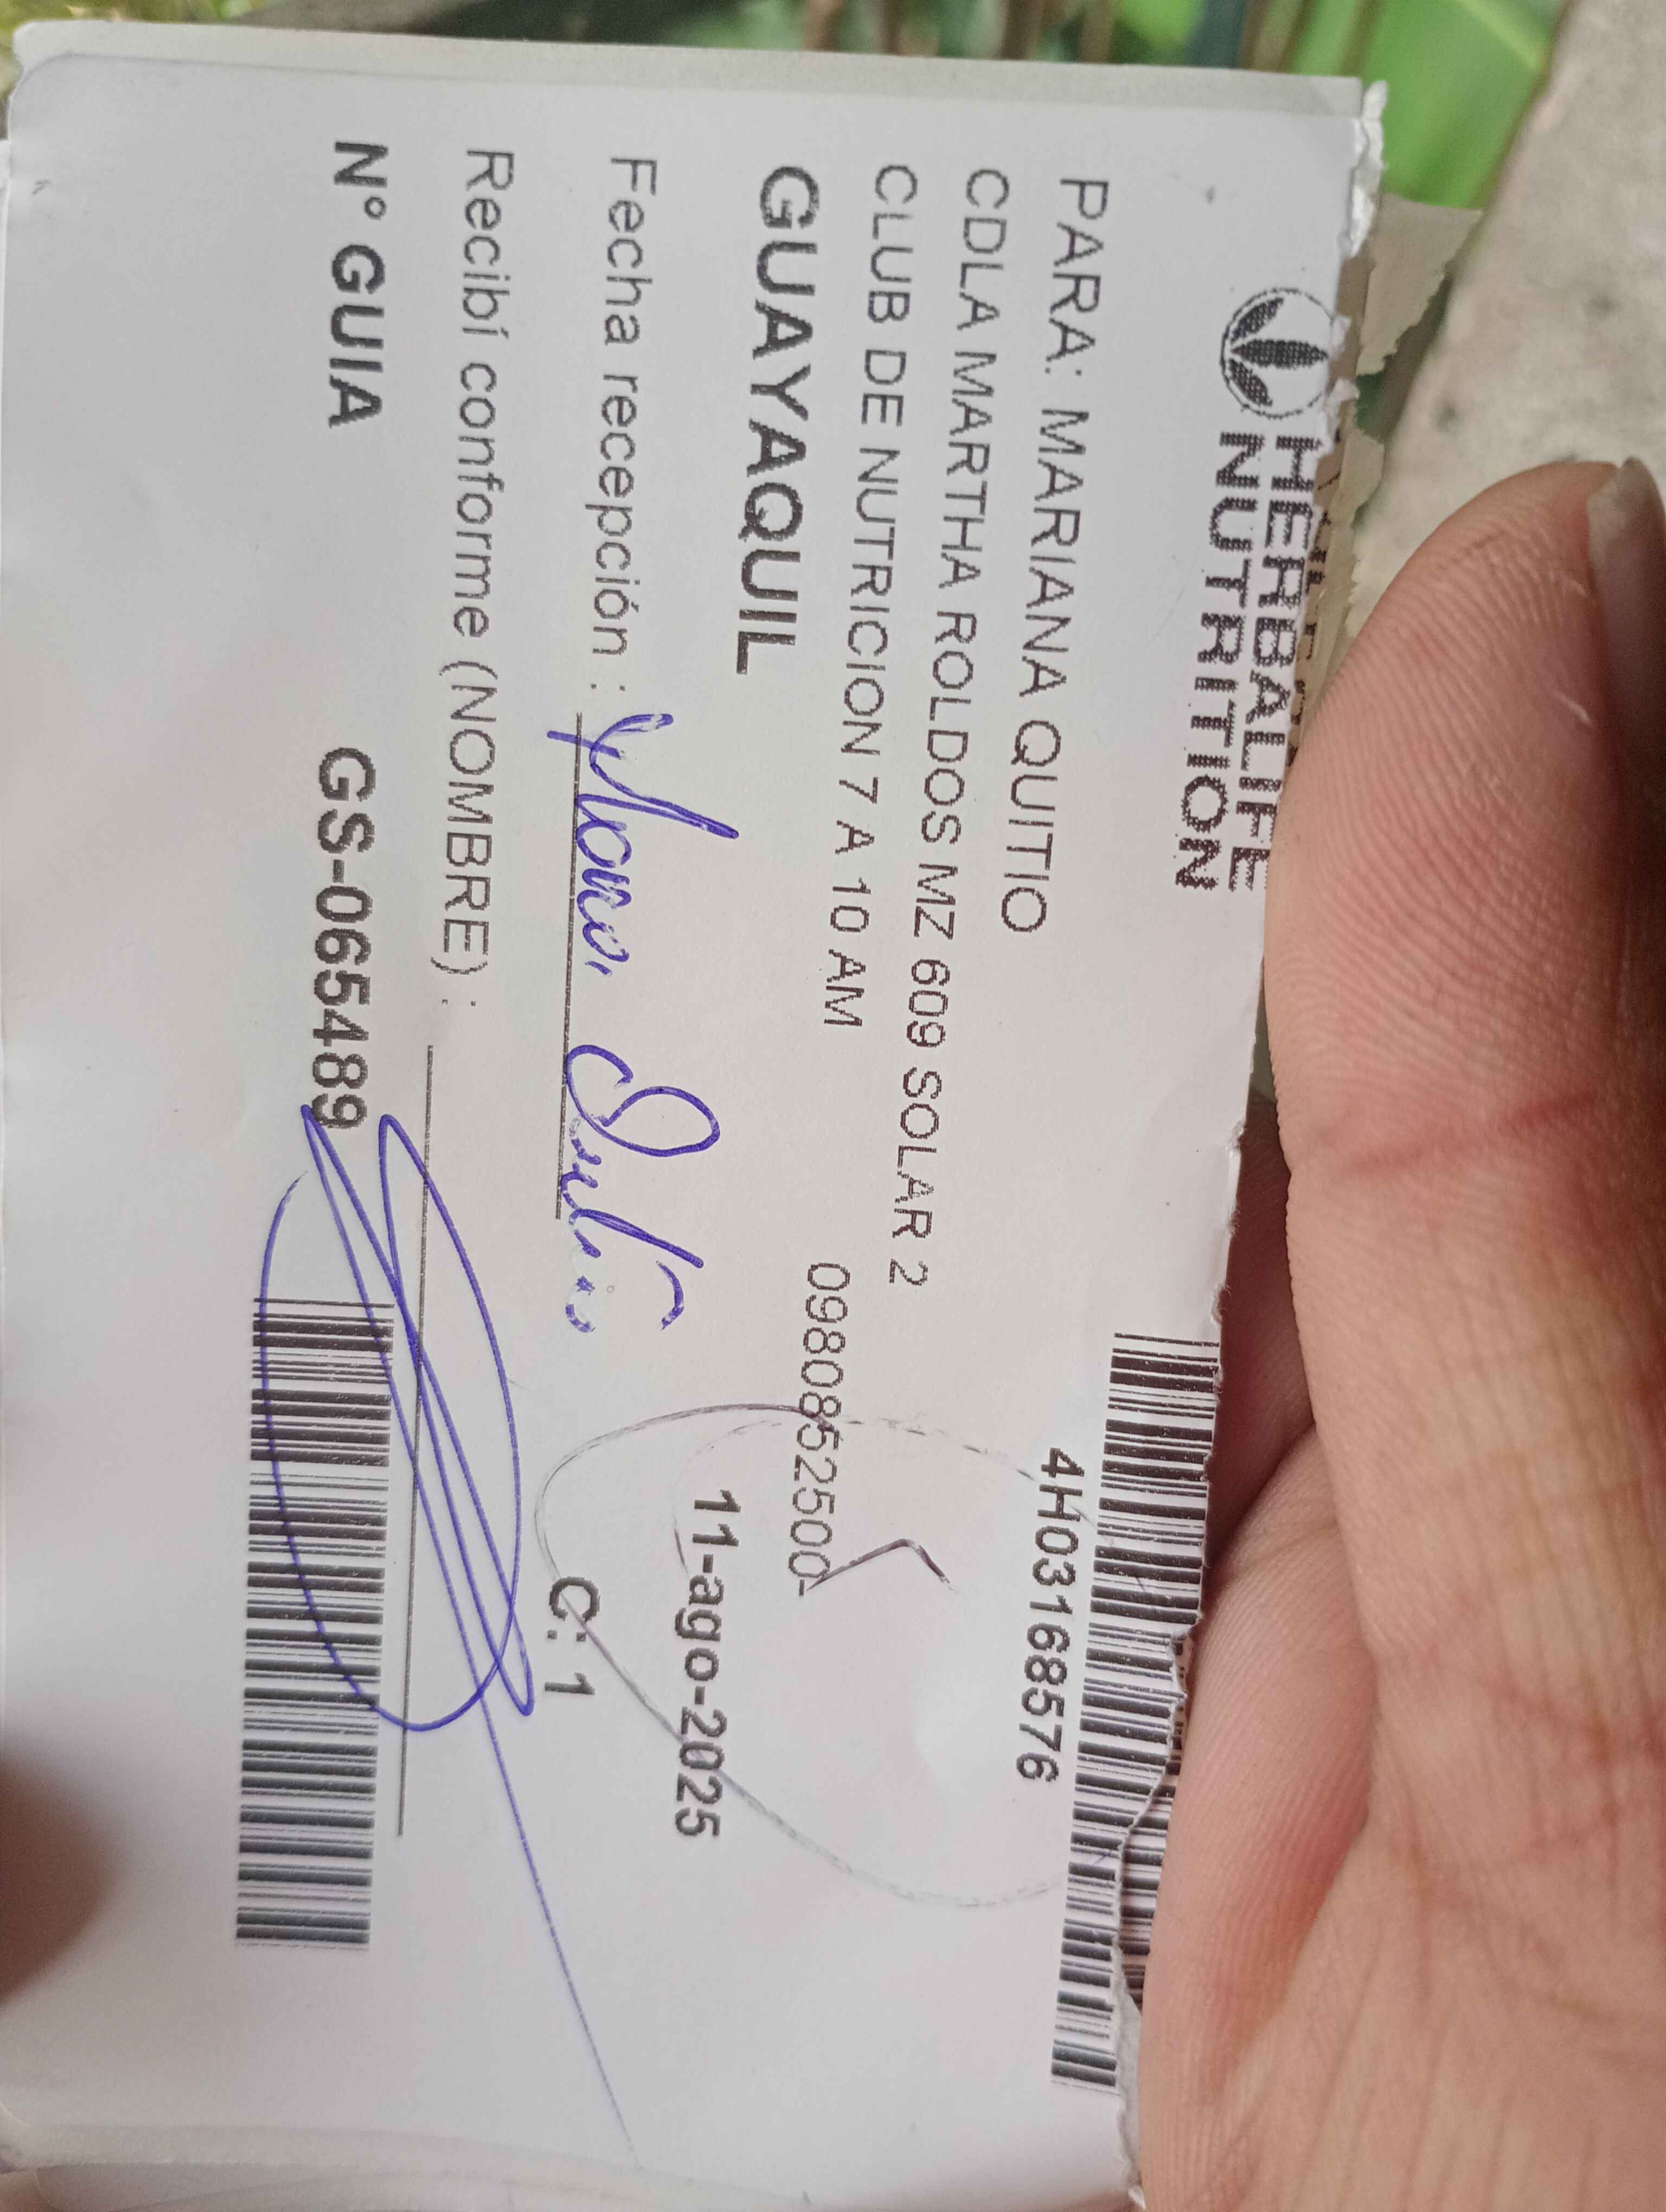 HERBALIFE
NUTRITION
4H03168576
PARA: MARIANA QUITIO
CDLA MARTHA ROLDOS MZ 609 SOLAR 2
CLUB DE NUTRICION 7 A 10 AM
0980852500-
GUAYAQUIL
11-ago-2025
Fecha recepción :
C: 1
Recibí conforme (NOMBRE) :
N° GUIA GS-065489